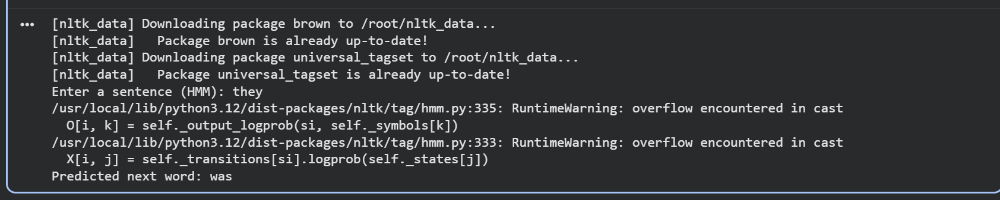 [nltk_data] Downloading package brown to /root/nltk_data...
[nltk_data]   Package brown is already up-to-date!
[nltk_data] Downloading package universal_tagset to /root/nltk_data...
[nltk_data]   Package universal_tagset is already up-to-date!
Enter a sentence (HMM): they
/usr/local/lib/python3.12/dist-packages/nltk/tag/hmm.py:335: RuntimeWarning: overflow encountered in cast
  O[i, k] = self._output_logprob(si, self._symbols[k])
/usr/local/lib/python3.12/dist-packages/nltk/tag/hmm.py:333: RuntimeWarning: overflow encountered in cast
  X[i, j] = self._transitions[si].logprob(self._states[j])
Predicted next word: was